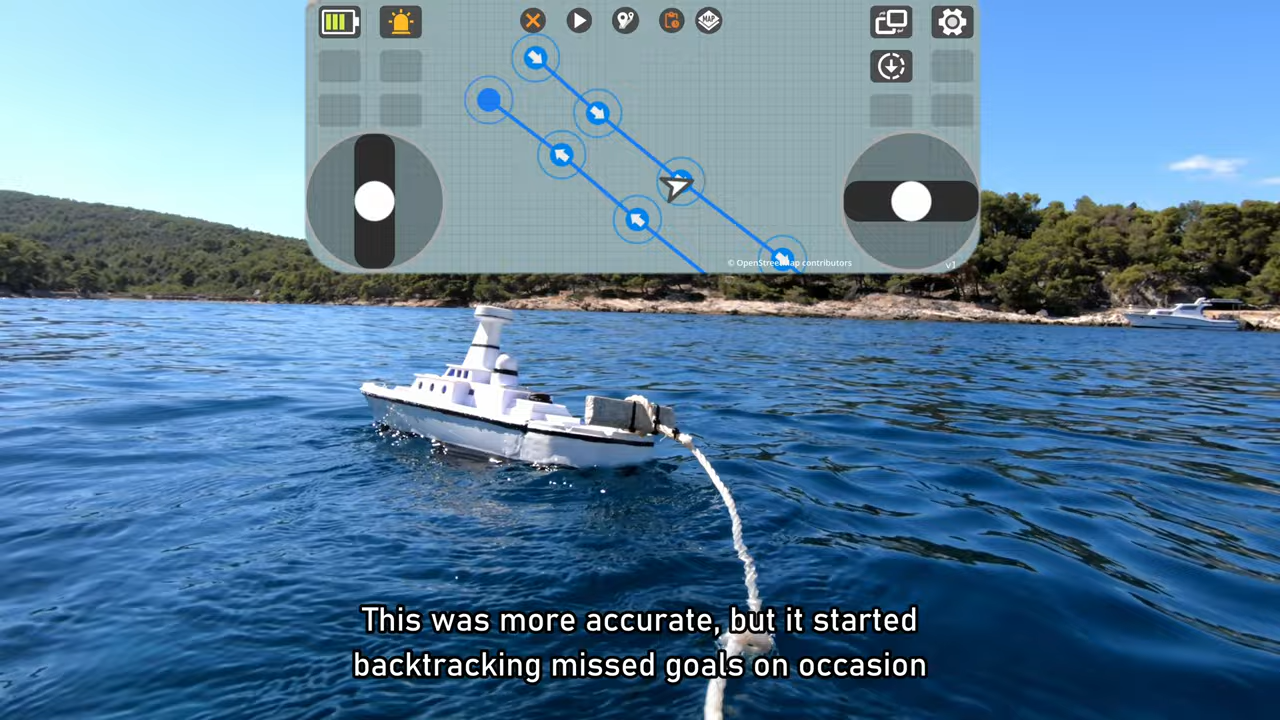 MAP
© OpenStreetMap contributors
v1
This was more accurate, but it started
backtracking missed goals on occasion